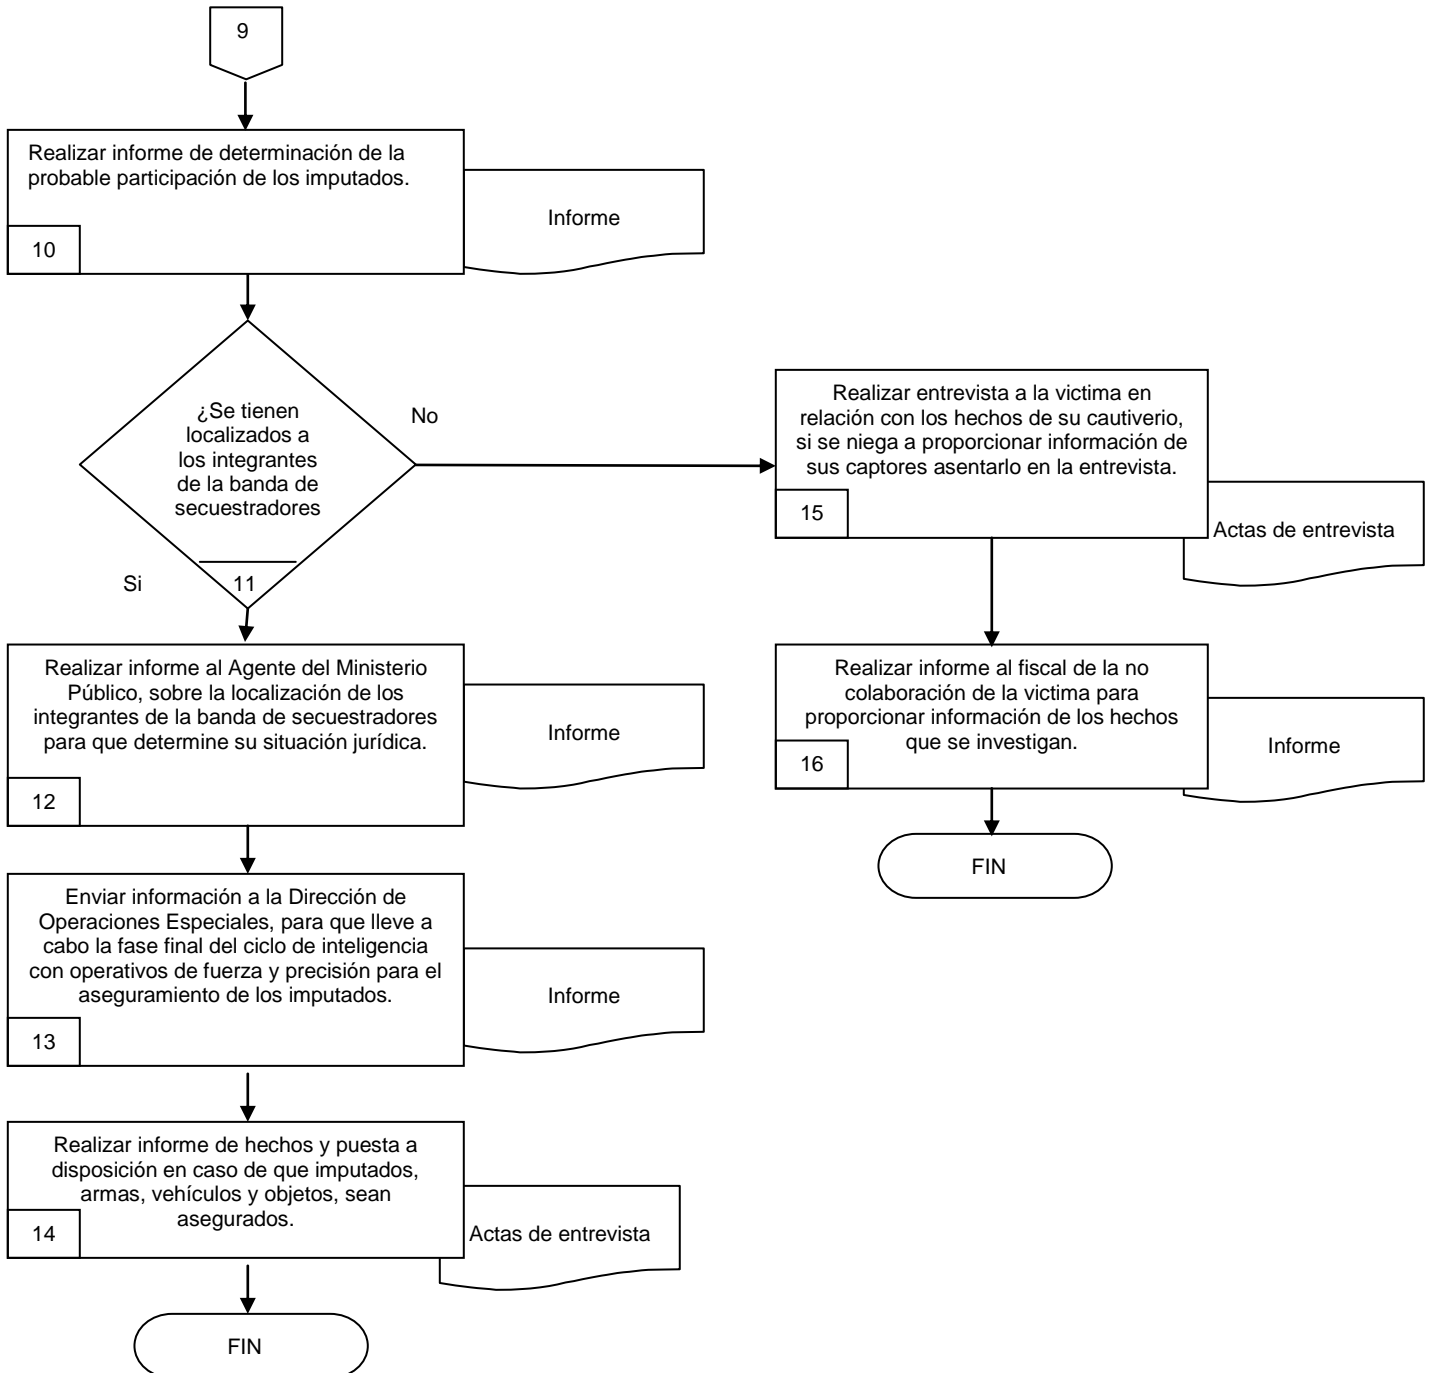 9
Realizar informe de determinación de la
probable participación de los imputados.
10
Informe
¿Se tienen
localizados a
los integrantes
de la banda de
secuestradores
11
No
Si
Realizar entrevista a la victima en
relación con los hechos de su cautiverio,
si se niega a proporcionar información de
sus captores asentarlo en la entrevista.
15
Actas de entrevista
Realizar informe al Agente del Ministerio
Público, sobre la localización de los
integrantes de la banda de secuestradores
para que determine su situación jurídica.
12
Informe
Realizar informe al fiscal de la no
colaboración de la victima para
proporcionar información de los hechos
que se investigan.
16
Informe
FIN
Enviar información a la Dirección de
Operaciones Especiales, para que lleve a
cabo la fase final del ciclo de inteligencia
con operativos de fuerza y precisión para el
aseguramiento de los imputados.
13
Informe
Realizar informe de hechos y puesta a
disposición en caso de que imputados,
armas, vehículos y objetos, sean
asegurados.
14
Actas de entrevista
FIN